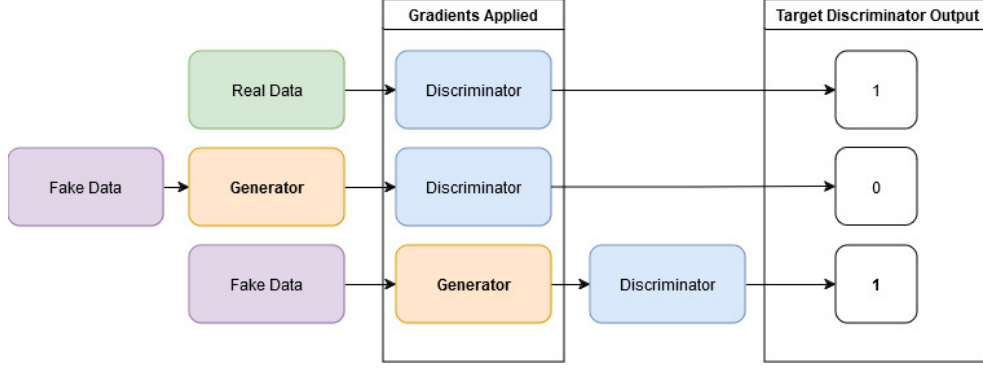 Gradients Applied
Target Discriminator Output
Real Data
Discriminator
1
Fake Data
Generator
Discriminator
0
Fake Data
Generator
Discriminator
1